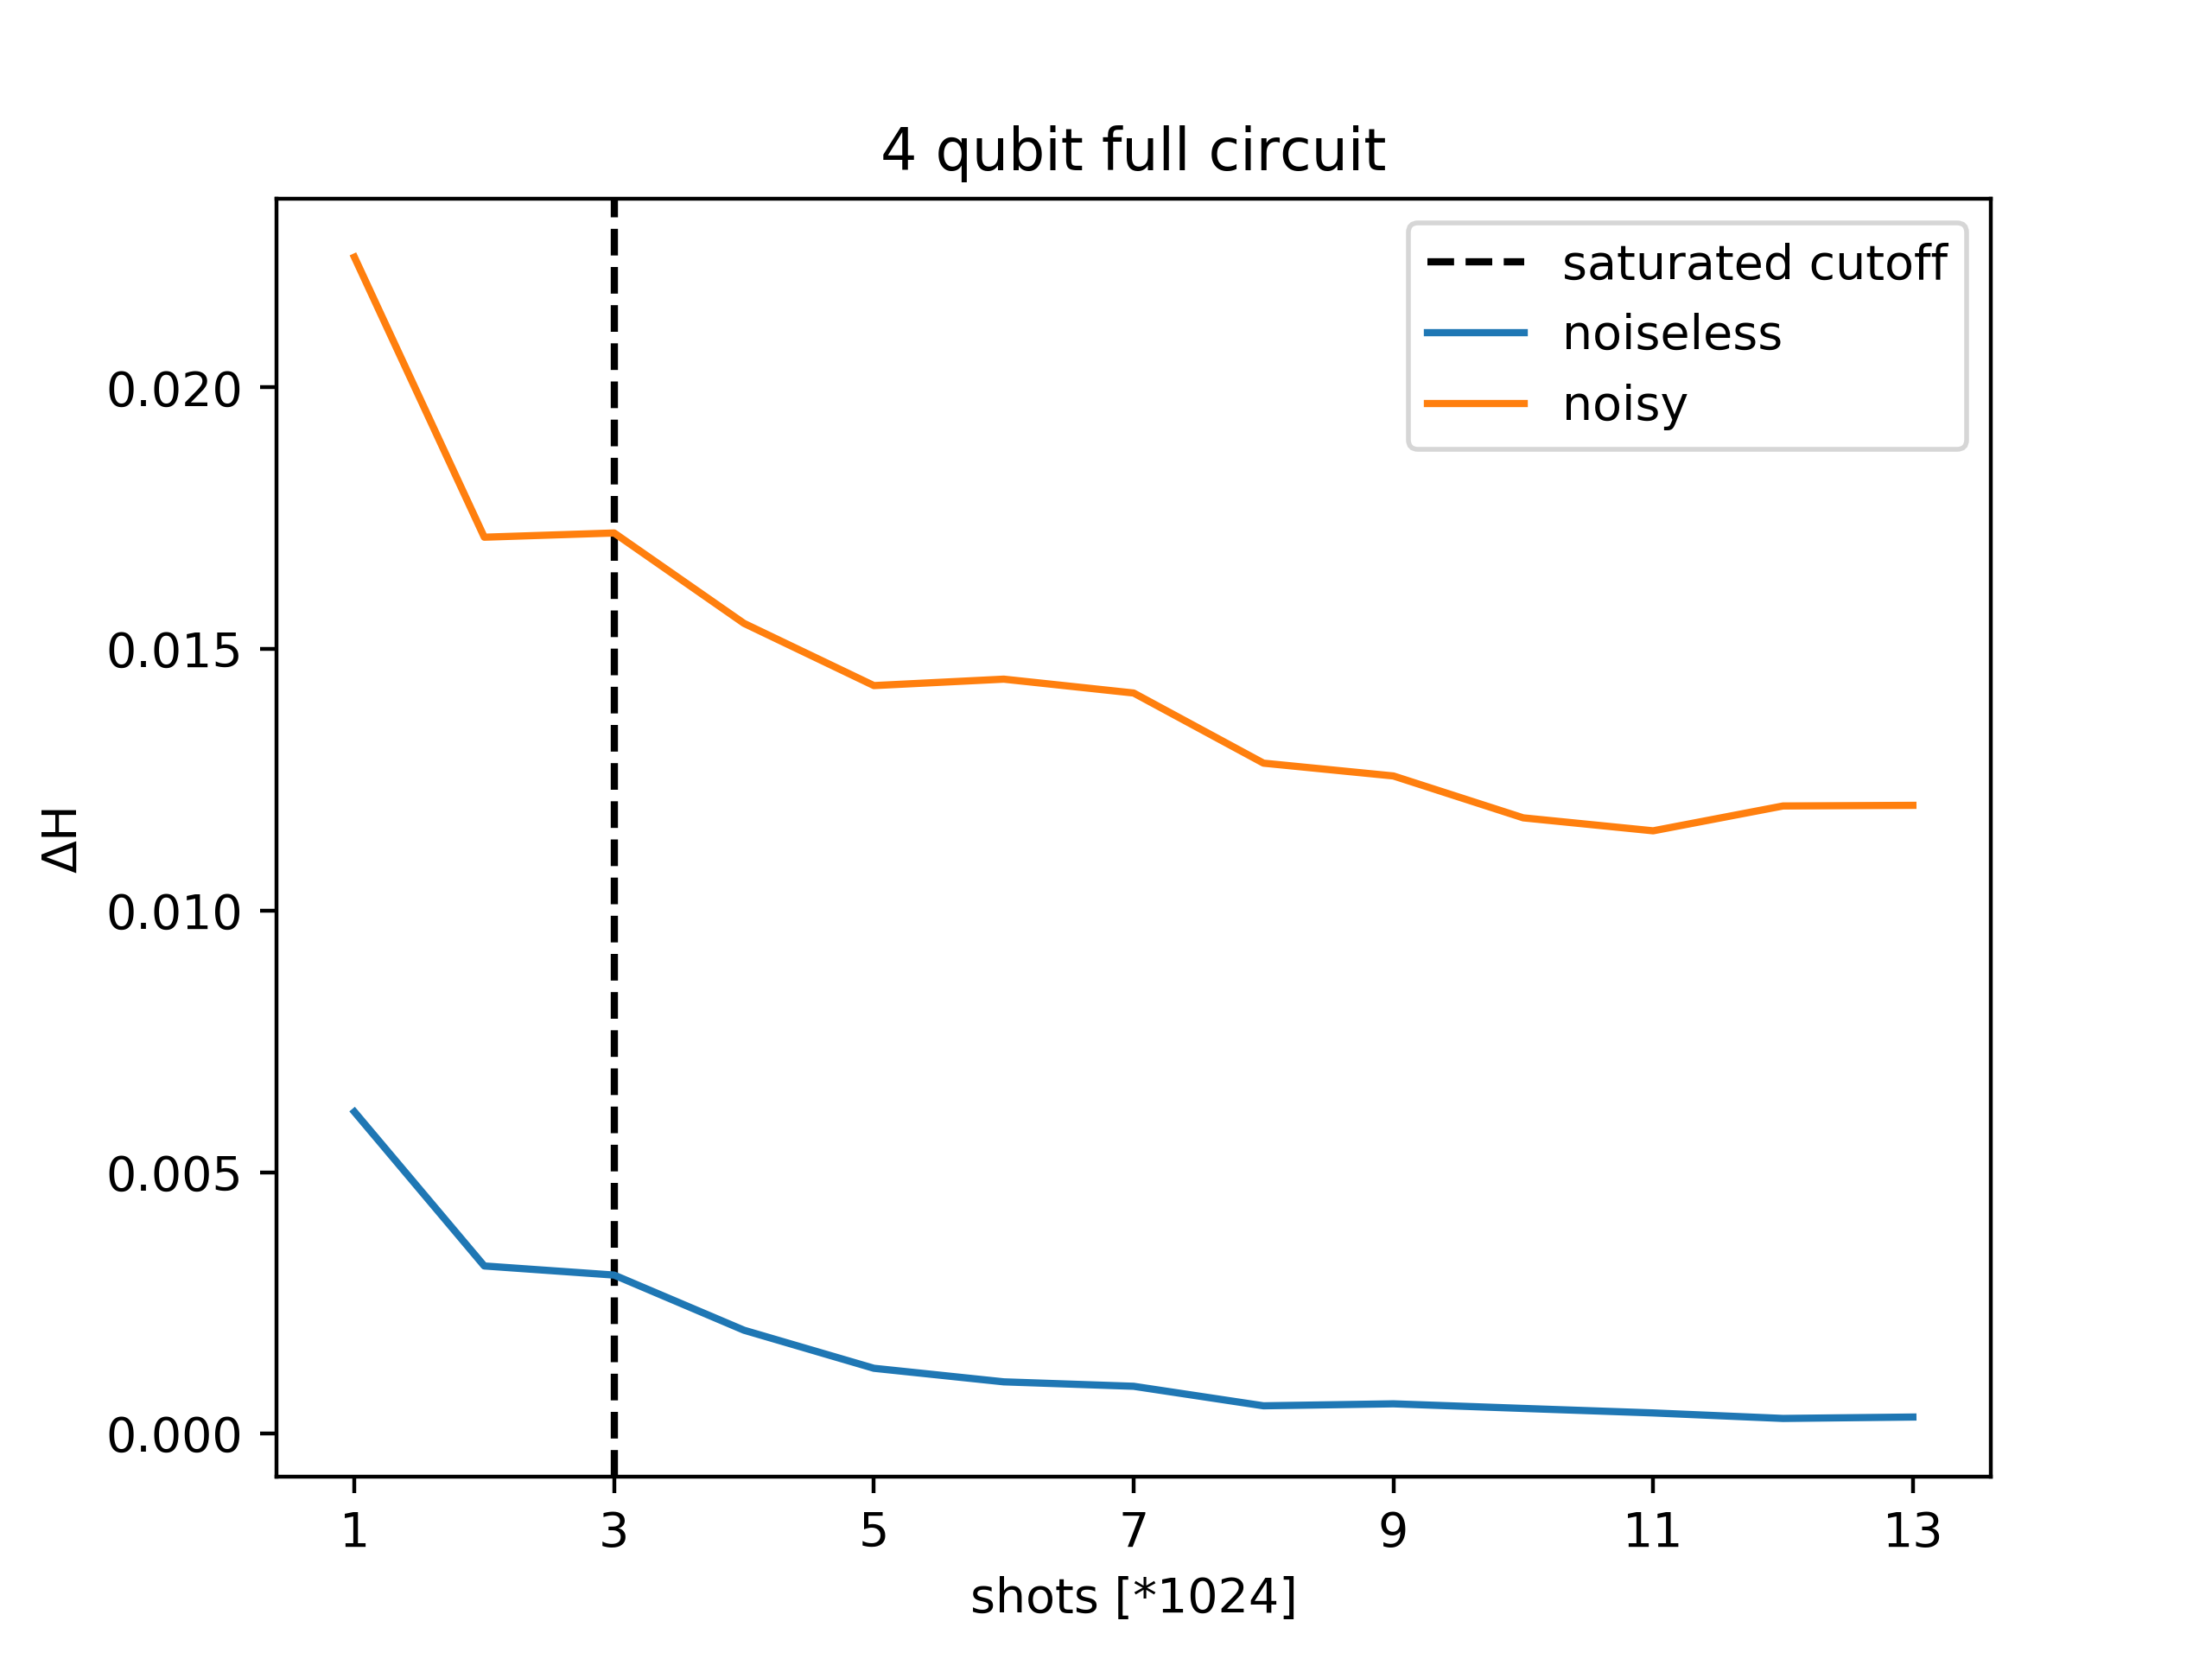 4 qubit full circuit
saturated cutoff
noiseless
noisy
0.020
0.015
0.010
0.005
0.000
ΔH
1 3 5 7 9 11 13
shots [*1024]